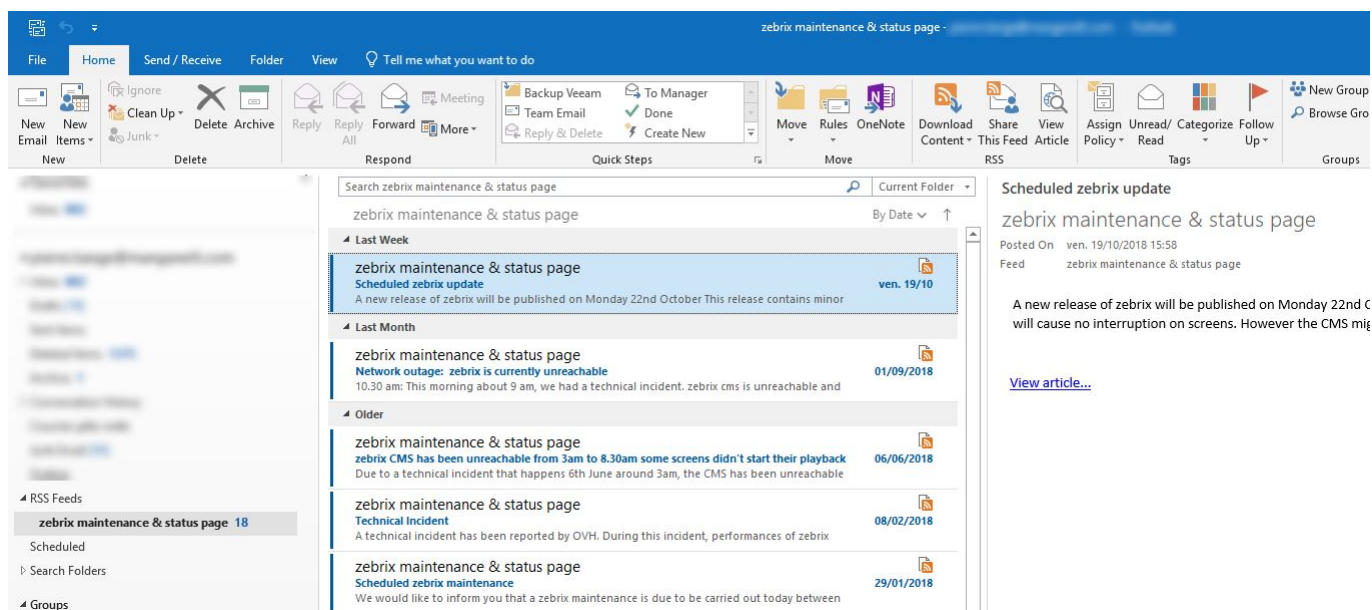 zebrix maintenance & status page -
File Home Send / Receive Folder View Tell me what you want to do
New Email
New Items
New
Ignore
Clean Up
Junk
Delete
Archive
Delete
Reply
Reply All
Forward
Meeting
More
Respond
Backup Veeam
Team Email
Reply & Delete
To Manager
Done
Create New
Quick Steps
Move
Rules
OneNote
Move
Download Content
Share This Feed
View Article
RSS
Assign Policy
Unread/ Read
Categorize
Follow Up
Tags
New Group
Browse Gro
Groups
RSS Feeds
zebrix maintenance & status page 18
Scheduled
Search Folders
Groups
Search zebrix maintenance & status page
Current Folder
zebrix maintenance & status page
By Date
Last Week
zebrix maintenance & status page
Scheduled zebrix update ven. 19/10
A new release of zebrix will be published on Monday 22nd October This release contains minor
Last Month
zebrix maintenance & status page
Network outage: zebrix is currently unreachable 01/09/2018
10.30 am: This morning about 9 am, we had a technical incident. zebrix cms is unreachable and
Older
zebrix maintenance & status page
zebrix CMS has been unreachable from 3am to 8.30am some screens didn't start their playback 06/06/2018
Due to a technical incident that happens 6th June around 3am, the CMS has been unreachable
zebrix maintenance & status page
Technical Incident 08/02/2018
A technical incident has been reported by OVH. During this incident, performances of zebrix
zebrix maintenance & status page
Scheduled zebrix maintenance 29/01/2018
We would like to inform you that a zebrix maintenance is due to be carried out today between
Scheduled zebrix update
zebrix maintenance & status page
Posted On ven. 19/10/2018 15:58
Feed zebrix maintenance & status page
A new release of zebrix will be published on Monday 22nd
will cause no interruption on screens. However the CMS mig
View article...